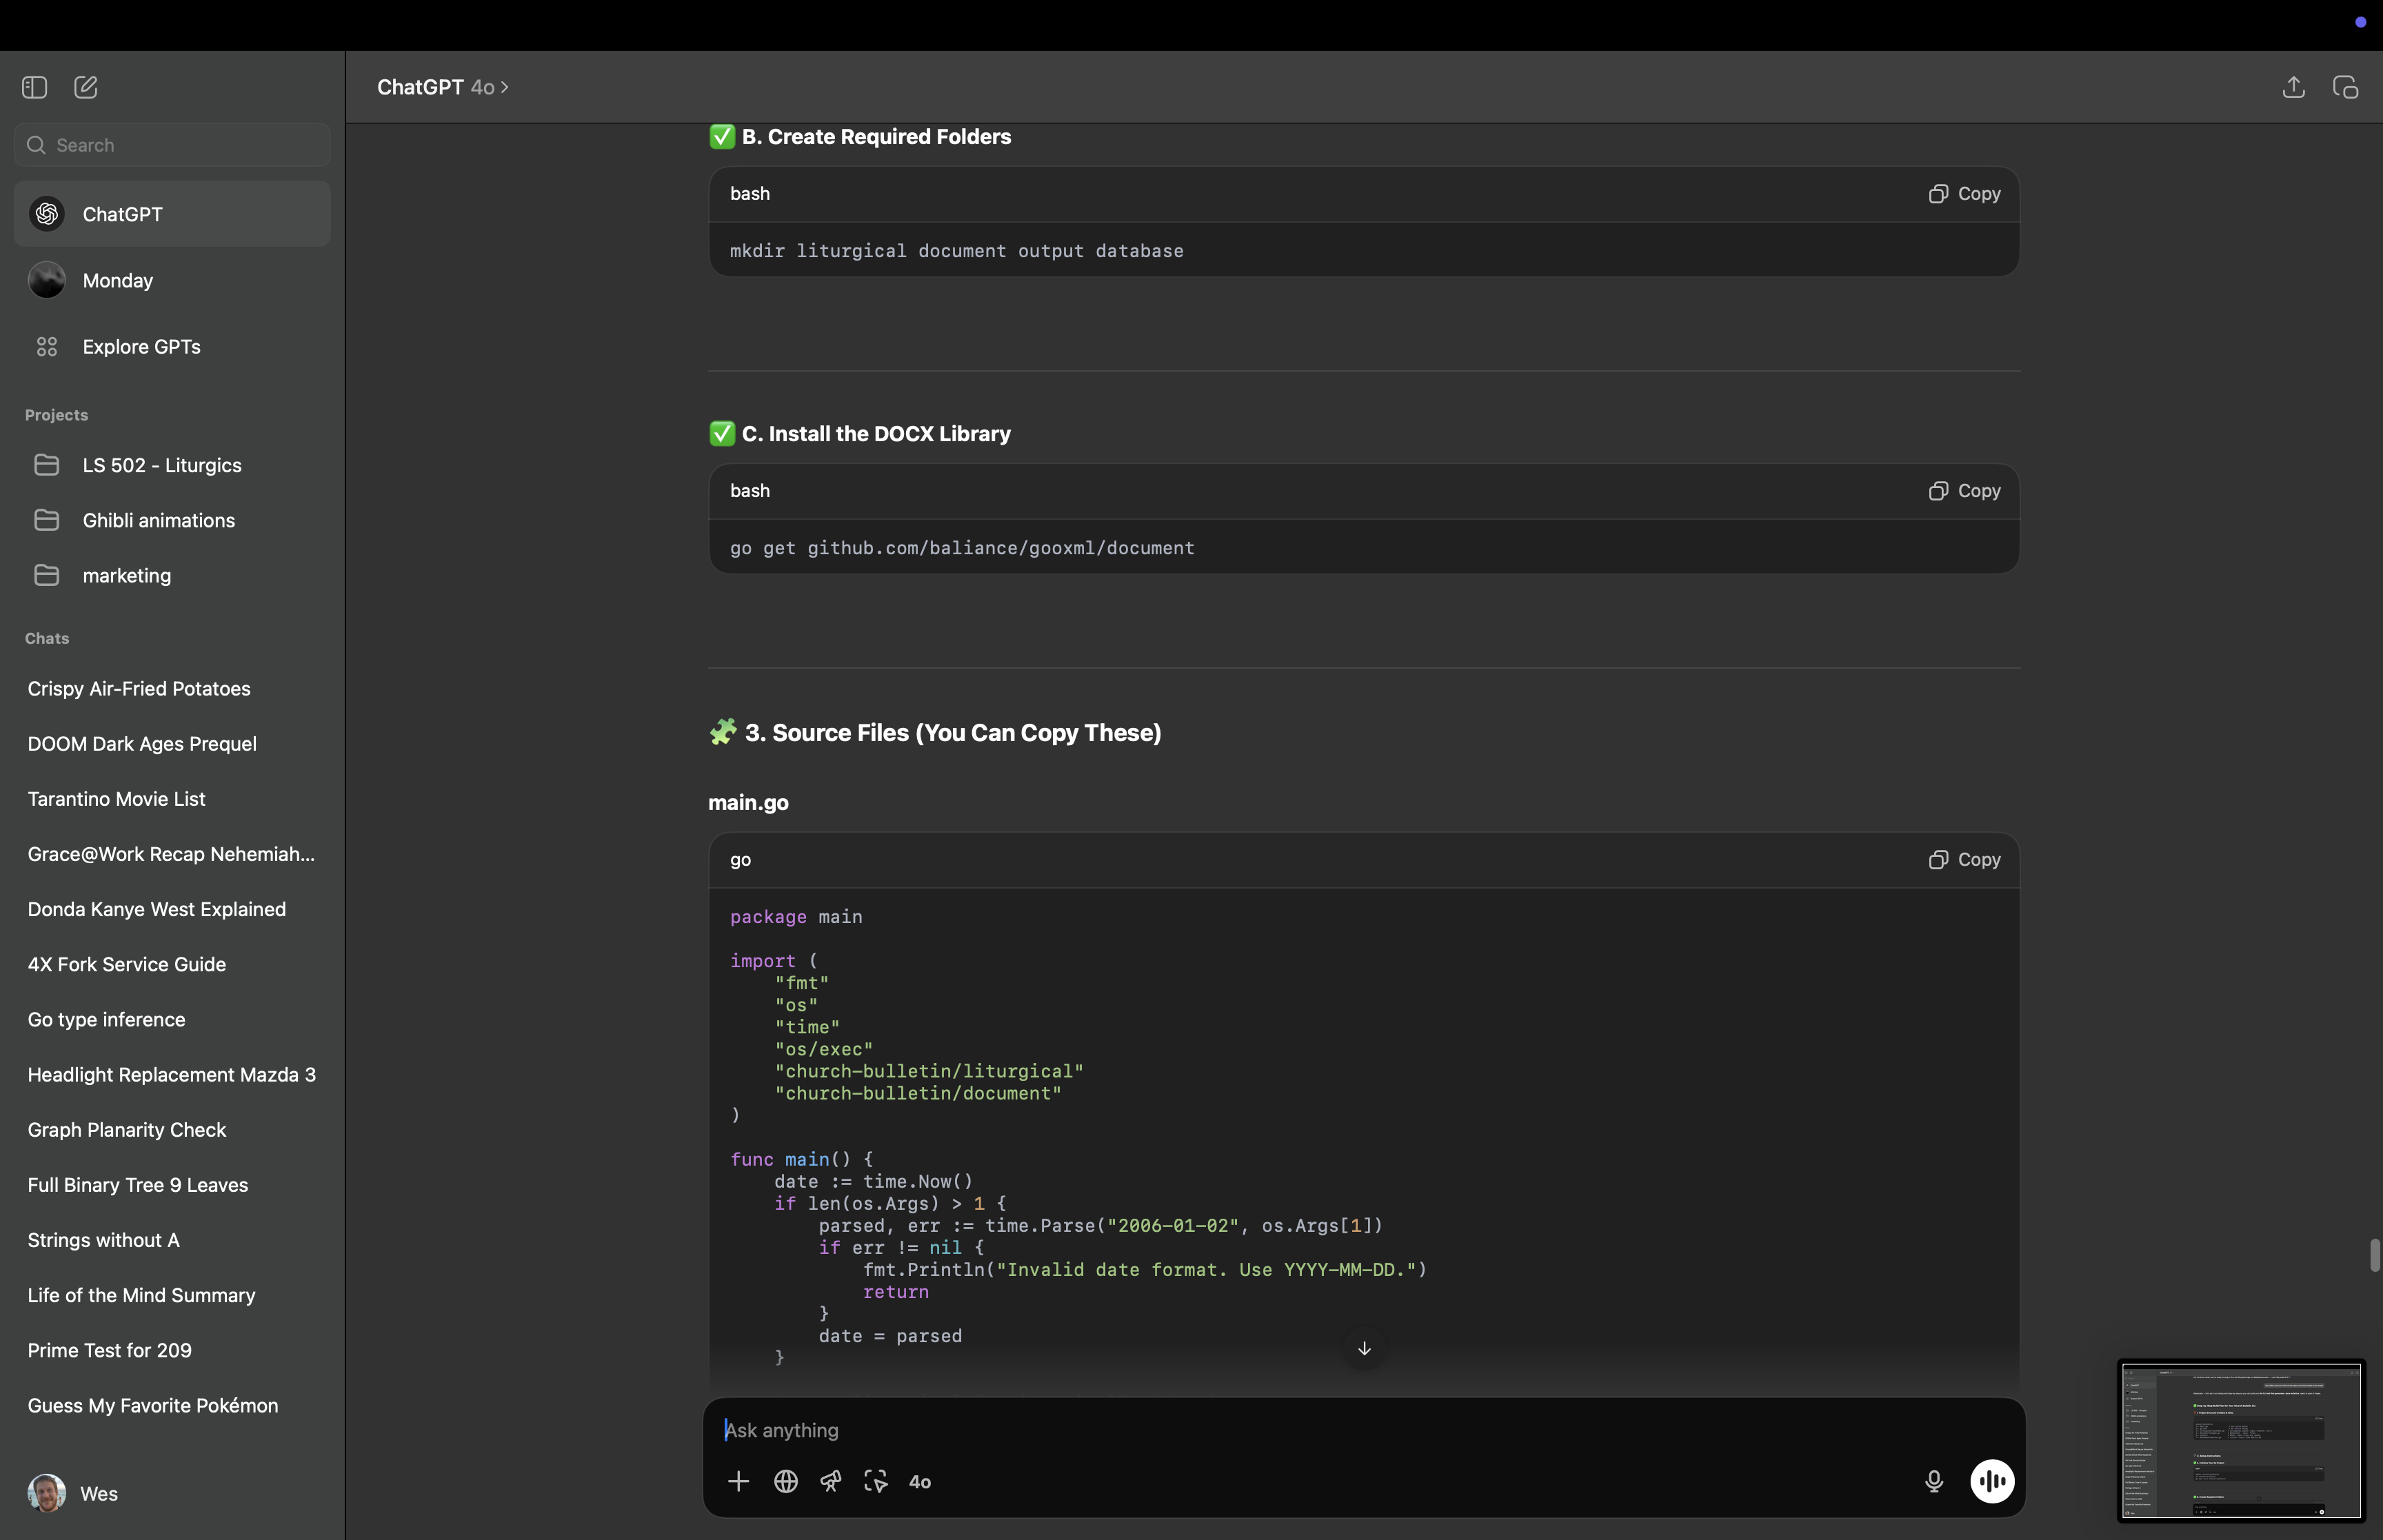 ChatGPT 4o >
Search
ChatGPT
Monday
Explore GPTs
Projects
LS 502 - Liturgics
Ghibli animations
marketing
Chats
Crispy Air-Fried Potatoes
DOOM Dark Ages Prequel
Tarantino Movie List
Grace@Work Recap Nehemiah...
Donda Kanye West Explained
4X Fork Service Guide
Go type inference
Headlight Replacement Mazda 3
Graph Planarity Check
Full Binary Tree 9 Leaves
Strings without A
Life of the Mind Summary
Prime Test for 209
Guess My Favorite Pokémon
Wes
✅ B. Create Required Folders
bash Copy
mkdir liturgical document output database
✅ C. Install the DOCX Library
bash Copy
go get github.com/baliance/gooxml/document
🧩 3. Source Files (You Can Copy These)
main.go
go Copy
package main
import (
    "fmt"
    "os"
    "time"
    "os/exec"
    "church-bulletin/liturgical"
    "church-bulletin/document"
)
func main() {
    date := time.Now()
    if len(os.Args) > 1 {
        parsed, err := time.Parse("2006-01-02", os.Args[1])
        if err != nil {
            fmt.Println("Invalid date format. Use YYYY-MM-DD.")
            return
        }
        date = parsed
    }
Ask anything
4o